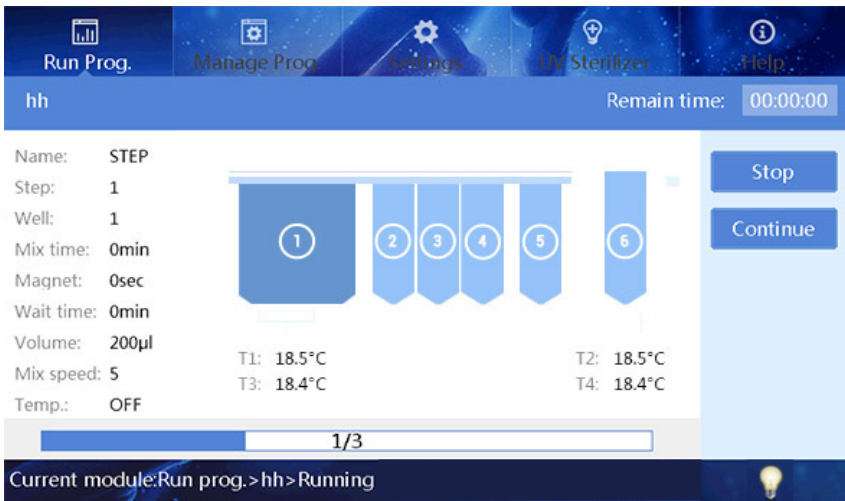 Run Prog.
Manage Prog.
Settings
UV Sterilizer
Help
hh
Remain time: 00:00:00
Name: STEP
Step: 1
Well: 1
Mix time: 0min
Magnet: 0sec
Wait time: 0min
Volume: 200µl
Mix speed: 5
Temp.: OFF
1
2
3
4
5
6
T1: 18.5°C
T2: 18.5°C
T3: 18.4°C
T4: 18.4°C
Stop
Continue
1/3
Current module:Run prog.>hh>Running